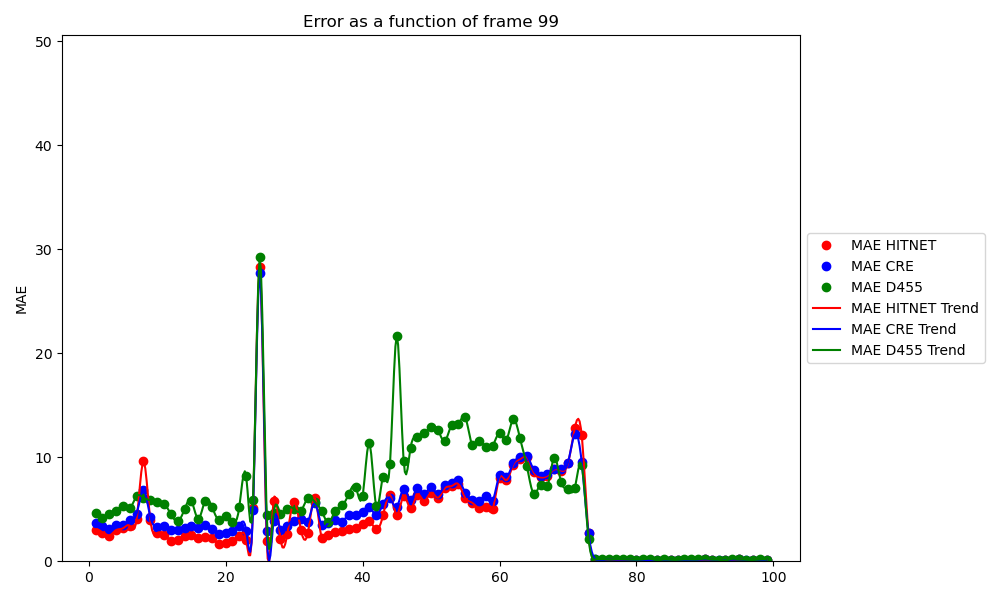 Error as a function of frame 99
50
40
30
20
10
0
MAE
0 20 40 60 80 100
MAE HITNET
MAE CRE
MAE D455
MAE HITNET Trend
MAE CRE Trend
MAE D455 Trend